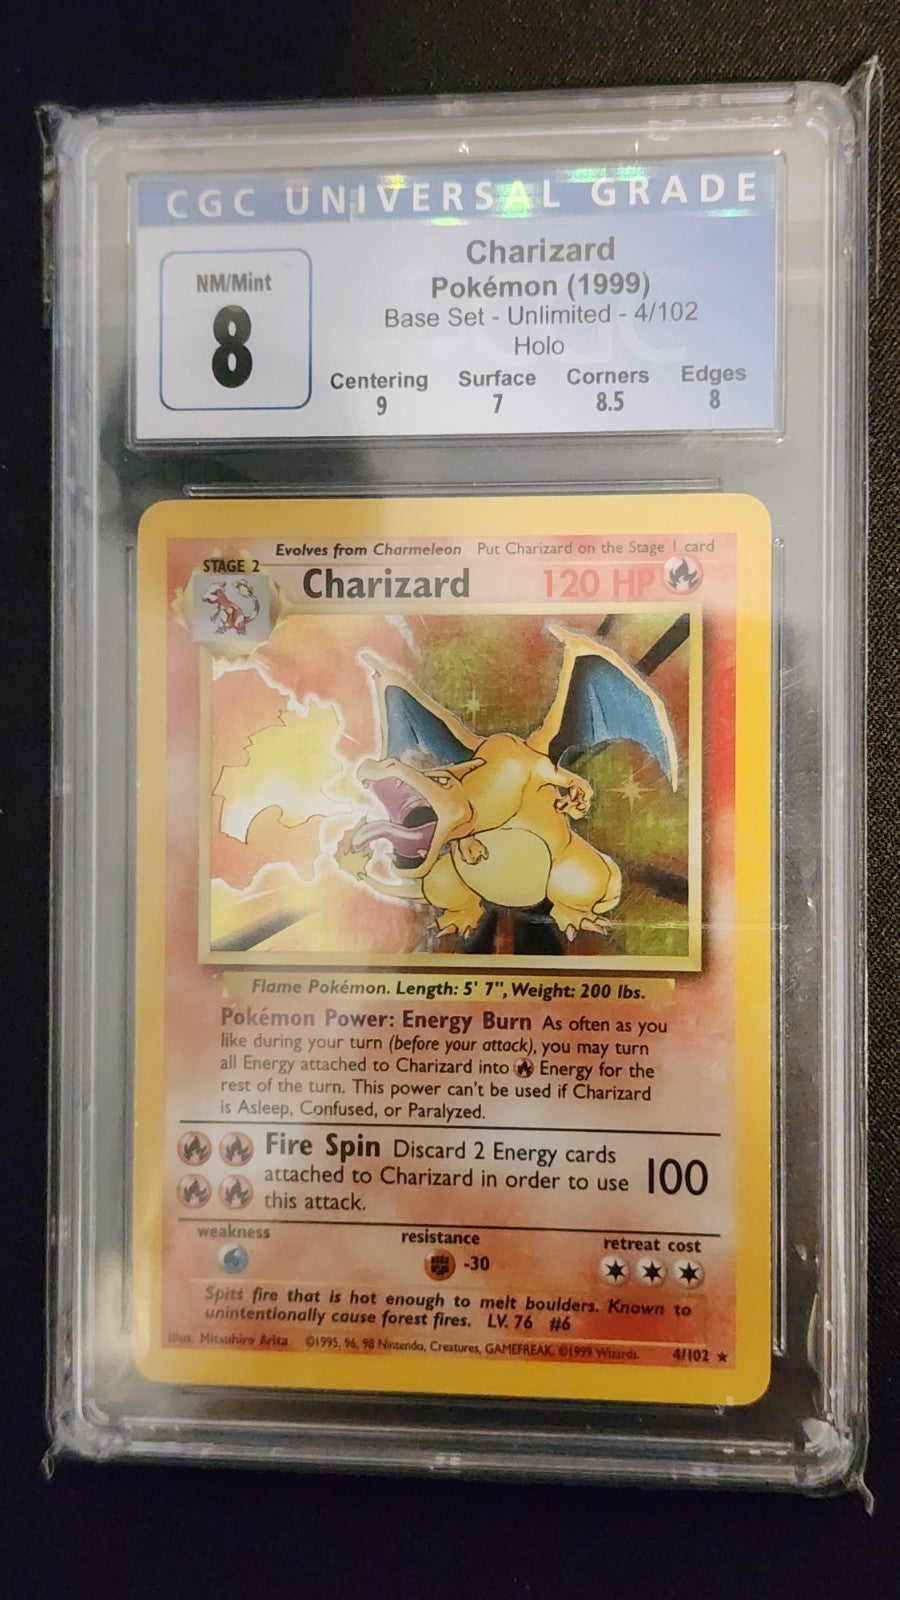 CGC UNIVERSAL GRADE
NM/Mint
8
Charizard
Pokémon (1999)
Base Set - Unlimited - 4/102
Holo
Centering Surface Corners Edges
9 7 8.5 8
Evolves from Charmeleon Put Charizard on the Stage 1 card
STAGE 2
Charizard 120 HP
Flame Pokémon. Length: 5' 7", Weight: 200 lbs.
Pokémon Power: Energy Burn As often as you
like during your turn (before your attack), you may turn
all Energy attached to Charizard into Energy for the
rest of the turn. This power can't be used if Charizard
is Asleep, Confused, or Paralyzed.
Fire Spin Discard 2 Energy cards
attached to Charizard in order to use 100
this attack.
weakness resistance retreat cost
-30
Spits fire that is hot enough to melt boulders. Known to
unintentionally cause forest fires. LV. 76 #6
Illus. Mitsuhiro Arita ©1995, 96, 98 Nintendo, Creatures, GAMEFREAK. ©1999 Wizards. 4/102 ★